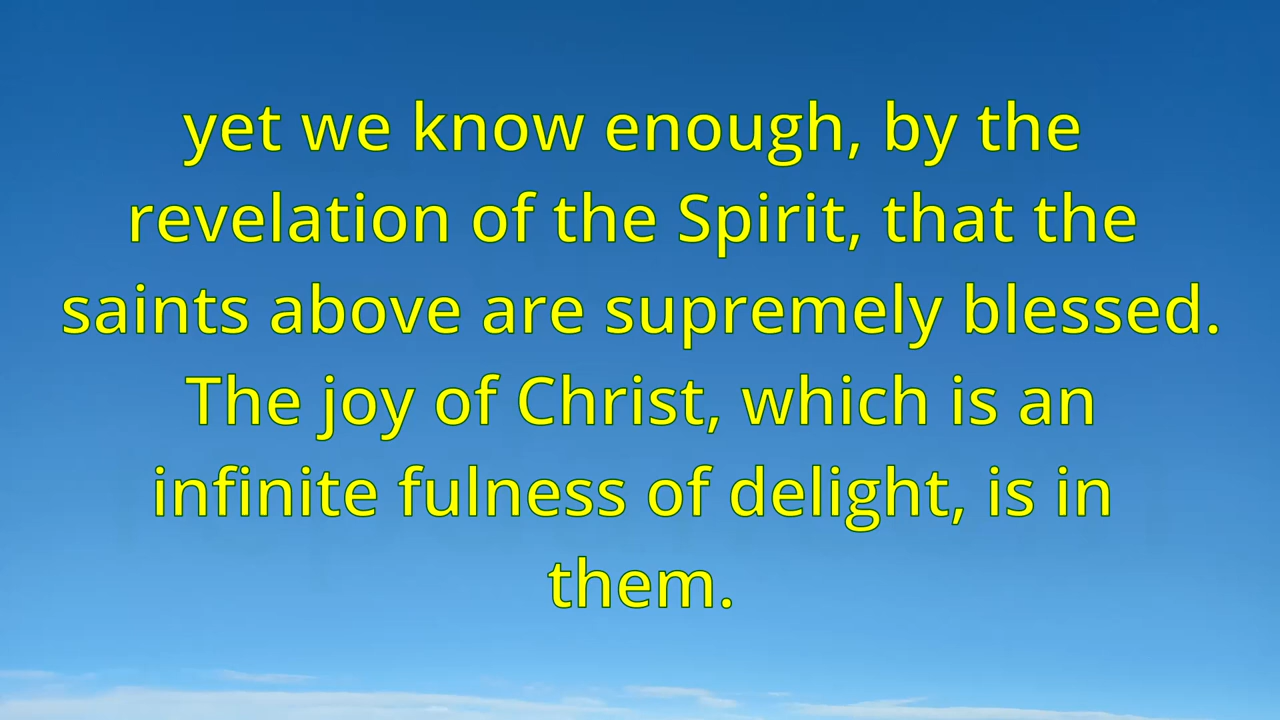 yet we know enough, by the
revelation of the Spirit, that the
saints above are supremely blessed.
The joy of Christ, which is an
infinite fulness of delight, is in
them.